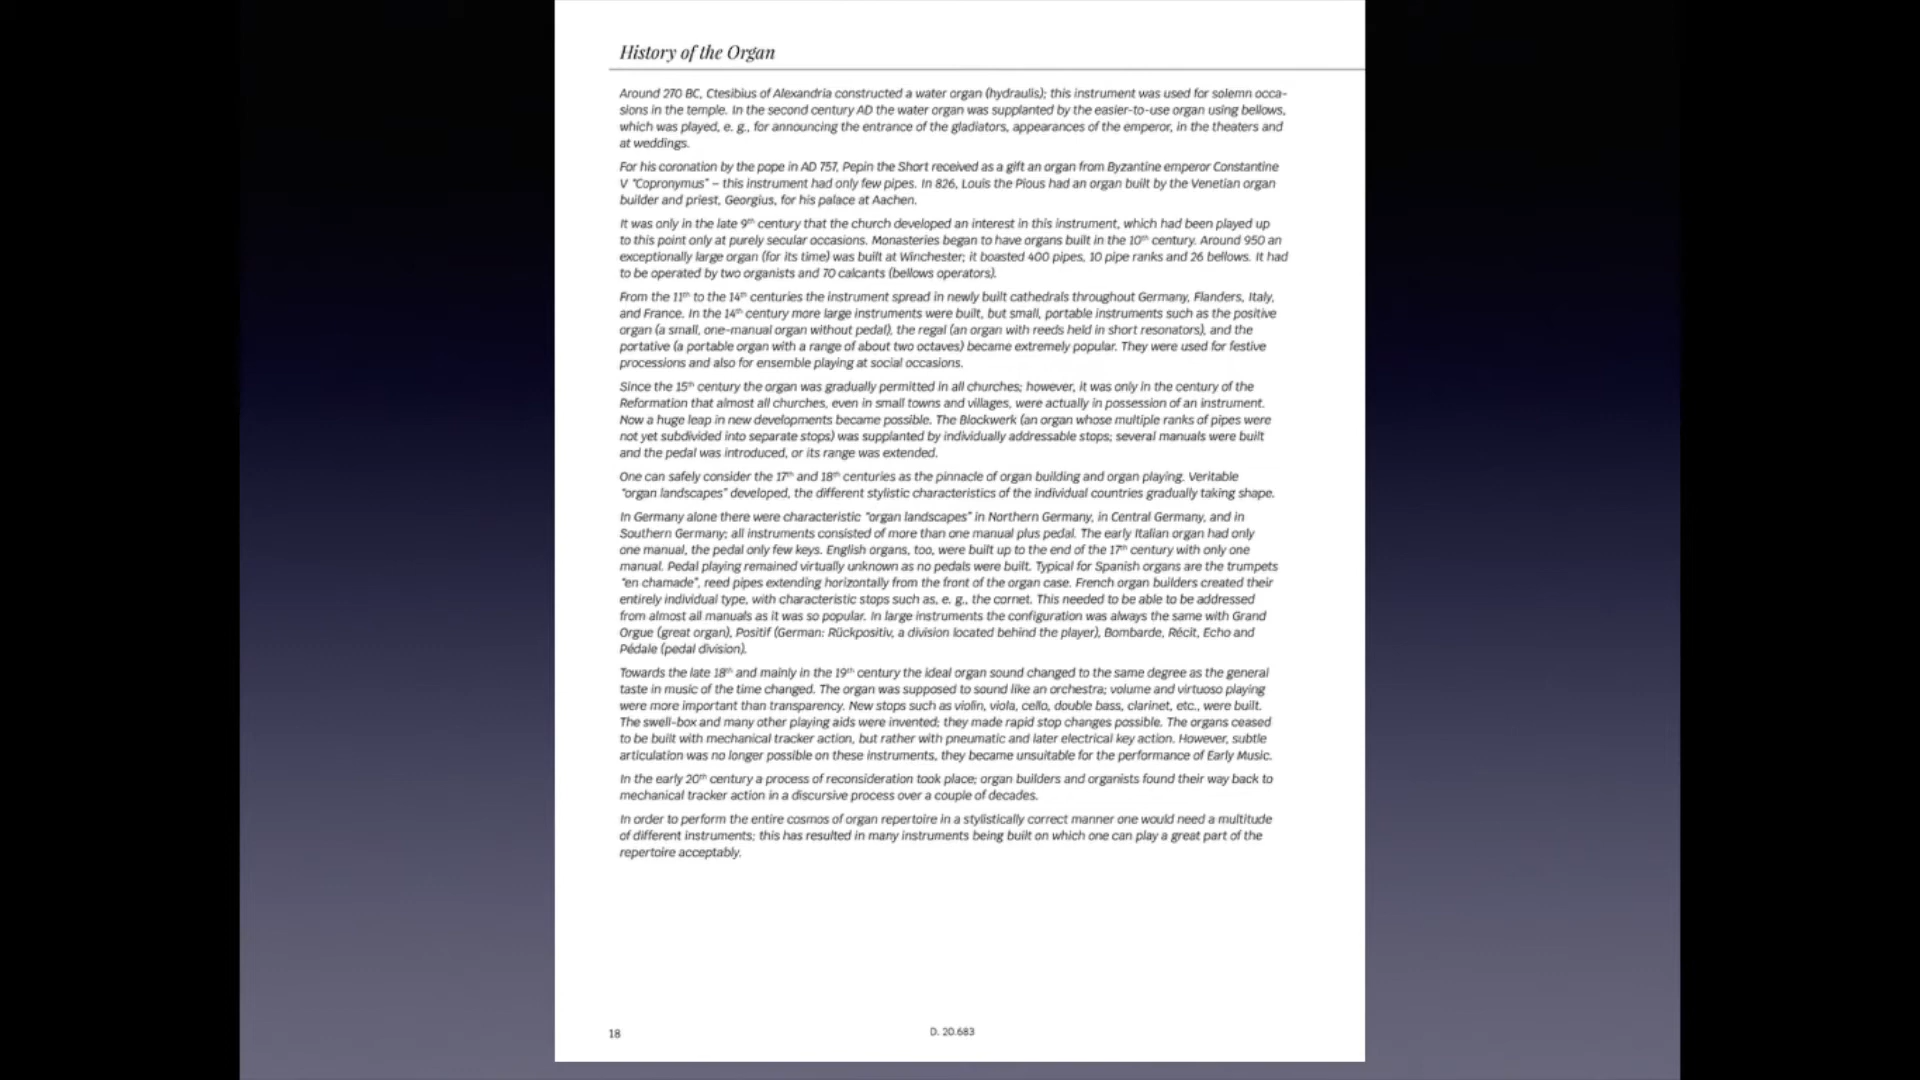 History of the Organ
Around 270 BC, Ctesibius of Alexandria constructed a water organ (hydraulis); this instrument was used for solemn occa-
sions in the temple. In the second century AD the water organ was supplanted by the easier-to-use organ using bellows,
which was played, e. g., for announcing the entrance of the gladiators, appearances of the emperor, in the theaters and
at weddings.
For his coronation by the pope in AD 757, Pepin the Short received as a gift an organ from Byzantine emperor Constantine
V "Copronymus" – this instrument had only few pipes. In 826, Louis the Pious had an organ built by the Venetian organ
builder and priest, Georgius, for his palace at Aachen.
It was only in the late 9th century that the church developed an interest in this instrument, which had been played up
to this point only at purely secular occasions. Monasteries began to have organs built in the 10th century. Around 950 an
exceptionally large organ (for its time) was built at Winchester; it boasted 400 pipes, 10 pipe ranks and 26 bellows. It had
to be operated by two organists and 70 calcants (bellows operators).
From the 11th to the 14th centuries the instrument spread in newly built cathedrals throughout Germany, Flanders, Italy,
and France. In the 14th century more large instruments were built, but small, portable instruments such as the positive
organ (a small, one-manual organ without pedal), the regal (an organ with reeds held in short resonators), and the
portative (a portable organ with a range of about two octaves) became extremely popular. They were used for festive
processions and also for ensemble playing at social occasions.
Since the 15th century the organ was gradually permitted in all churches; however, it was only in the century of the
Reformation that almost all churches, even in small towns and villages, were actually in possession of an instrument.
Now a huge leap in new developments became possible. The Blockwerk (an organ whose multiple ranks of pipes were
not yet subdivided into separate stops) was supplanted by individually addressable stops; several manuals were built
and the pedal was introduced, or its range was extended.
One can safely consider the 17th and 18th centuries as the pinnacle of organ building and organ playing. Veritable
"organ landscapes" developed, the different stylistic characteristics of the individual countries gradually taking shape.
In Germany alone there were characteristic "organ landscapes" in Northern Germany, in Central Germany, and in
Southern Germany; all instruments consisted of more than one manual plus pedal. The early Italian organ had only
one manual, the pedal only few keys. English organs, too, were built up to the end of the 17th century with only one
manual. Pedal playing remained virtually unknown as no pedals were built. Typical for Spanish organs are the trumpets
"en chamade", reed pipes extending horizontally from the front of the organ case. French organ builders created their
entirely individual type, with characteristic stops such as, e. g., the cornet. This needed to be able to be addressed
from almost all manuals as it was so popular. In large instruments the configuration was always the same with Grand
Orgue (great organ), Positif (German: Rückpositiv, a division located behind the player), Bombarde, Récit, Echo and
Pédale (pedal division).
Towards the late 18th and mainly in the 19th century the ideal organ sound changed to the same degree as the general
taste in music of the time changed. The organ was supposed to sound like an orchestra; volume and virtuoso playing
were more important than transparency. New stops such as violin, viola, cello, double bass, clarinet, etc., were built.
The swell-box and many other playing aids were invented; they made rapid stop changes possible. The organs ceased
to be built with mechanical tracker action, but rather with pneumatic and later electrical key action. However, subtle
articulation was no longer possible on these instruments, they became unsuitable for the performance of Early Music.
In the early 20th century a process of reconsideration took place; organ builders and organists found their way back to
mechanical tracker action in a discursive process over a couple of decades.
In order to perform the entire cosmos of organ repertoire in a stylistically correct manner one would need a multitude
of different instruments; this has resulted in many instruments being built on which one can play a great part of the
repertoire acceptably.
18
D. 20.683